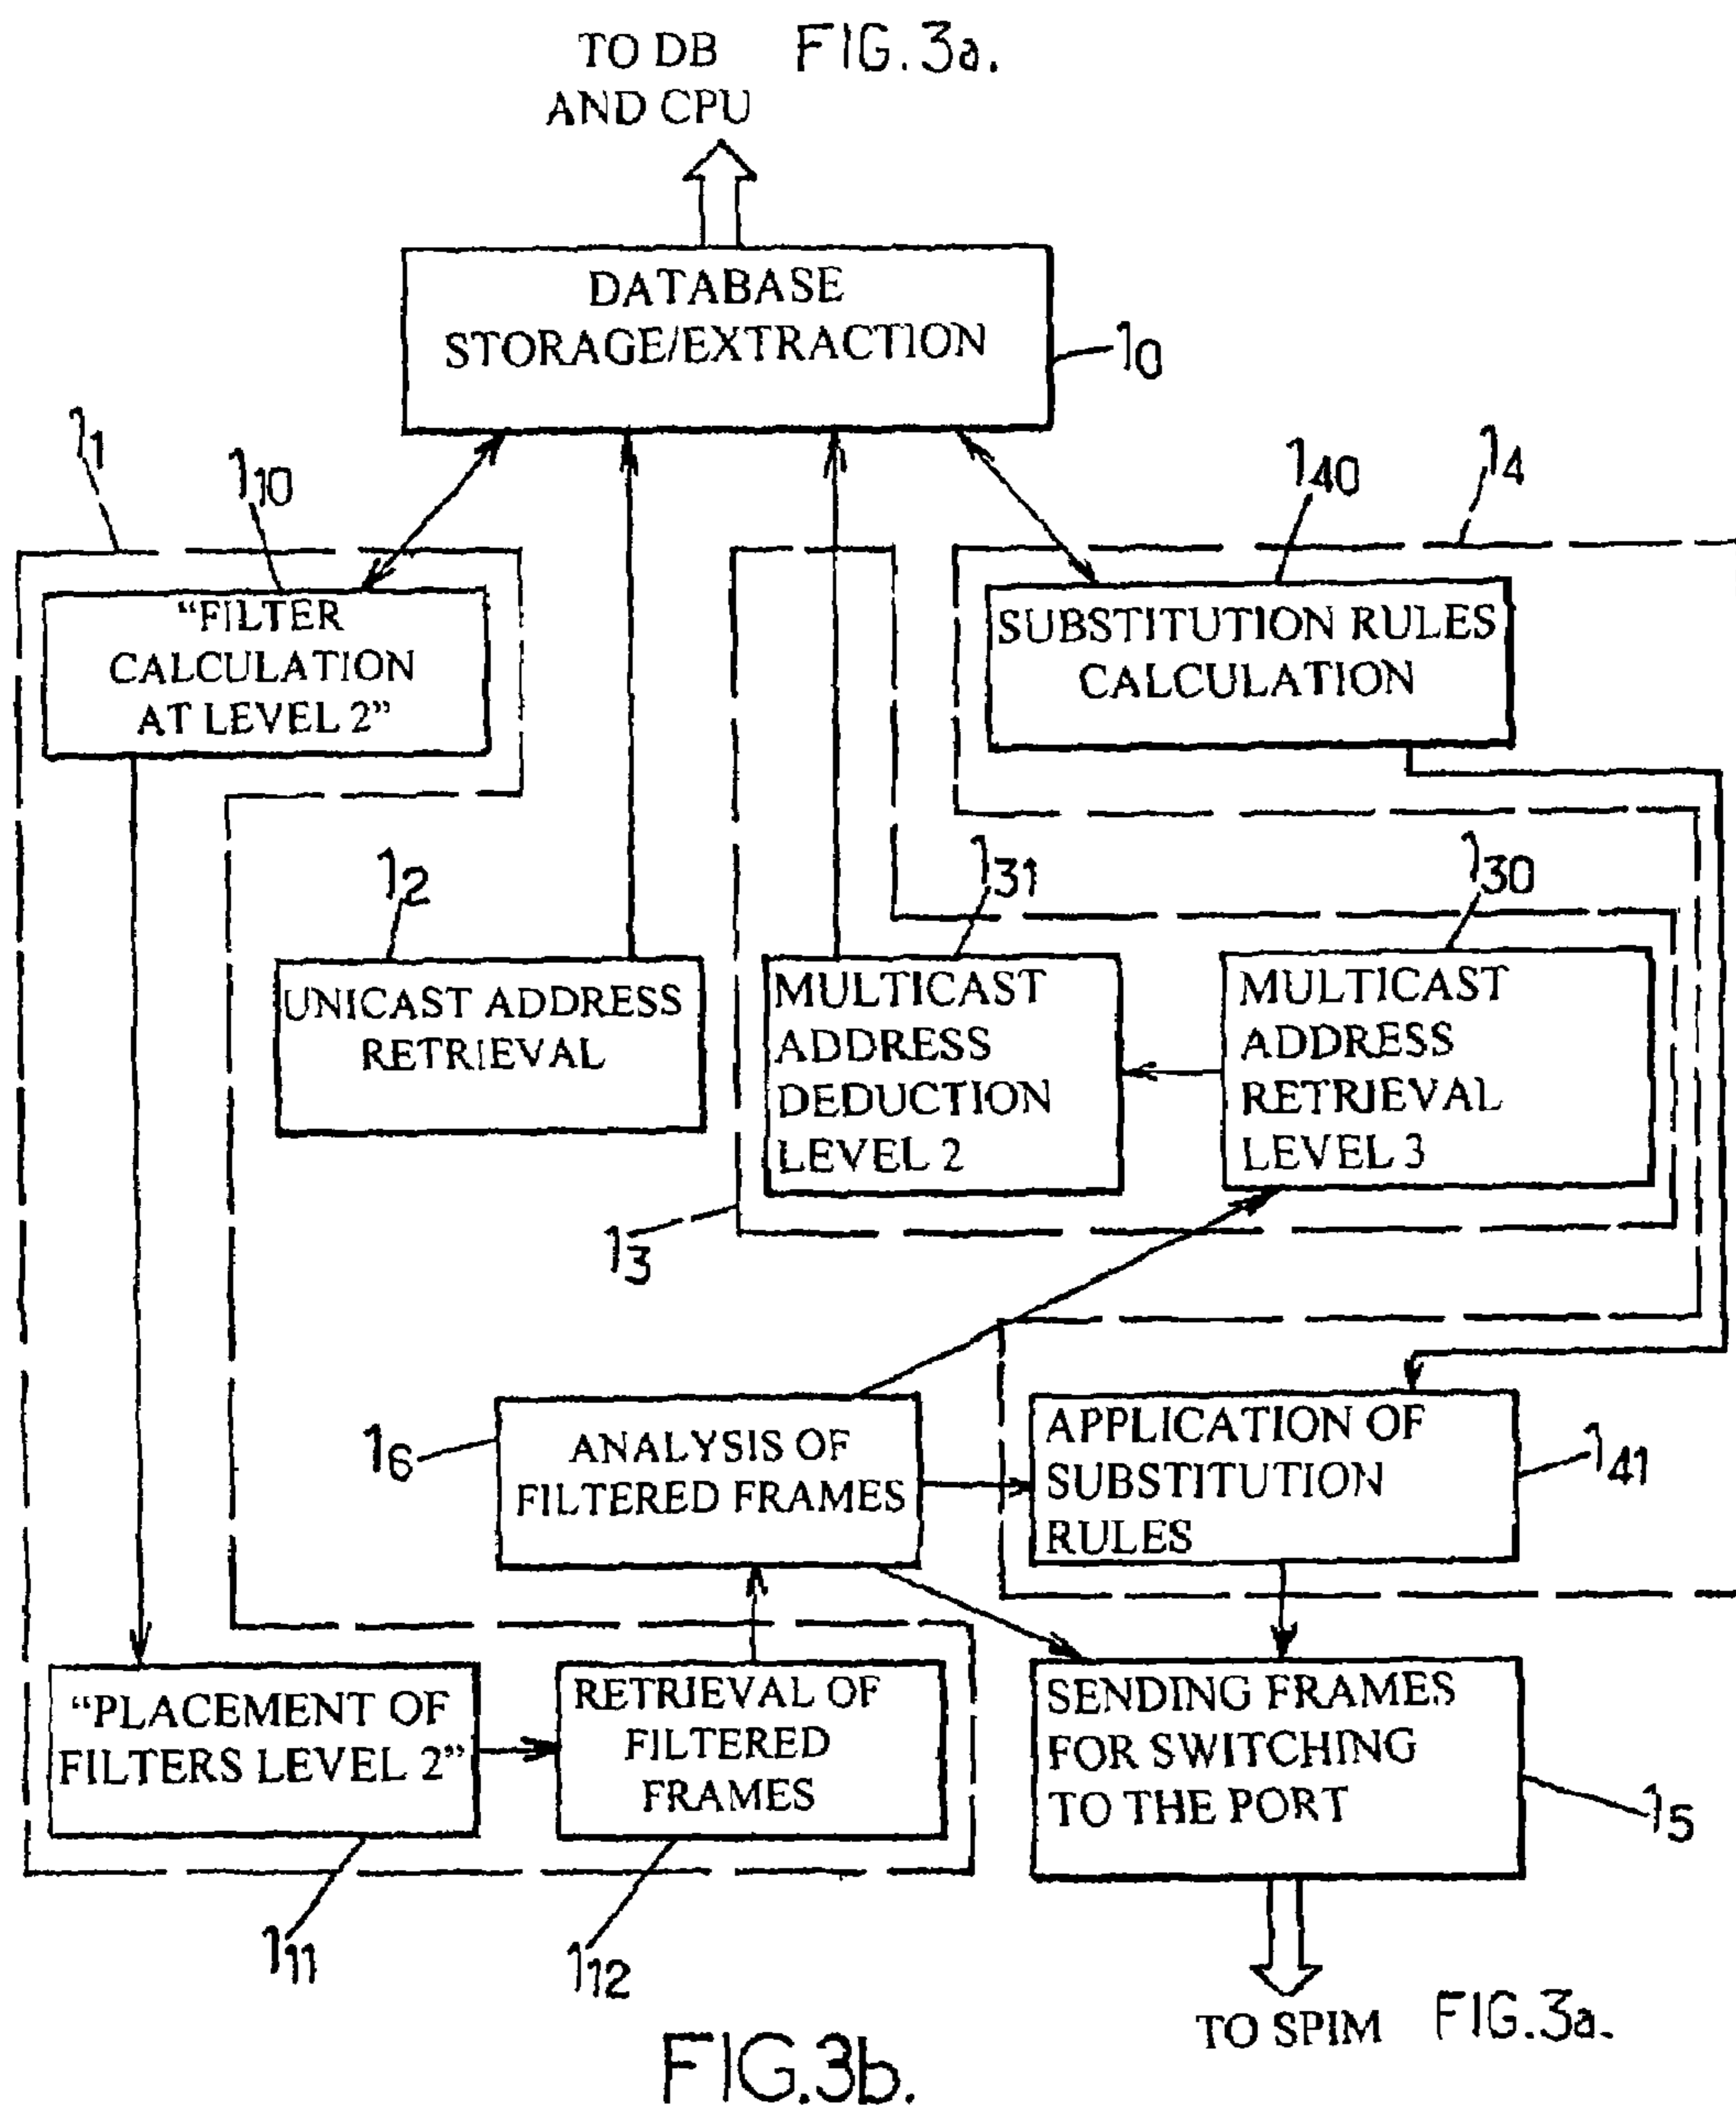 TO DB FIG. 3a.
AND CPU
DATABASE
STORAGE/EXTRACTION
1₀
1₁
1₁₀
1₄₀
1₄
"FILTER
CALCULATION
AT LEVEL 2"
SUBSTITUTION RULES
CALCULATION
1₂
1₃₁
1₃₀
UNICAST ADDRESS
RETRIEVAL
MULTICAST
ADDRESS
DEDUCTION
LEVEL 2
MULTICAST
ADDRESS
RETRIEVAL
LEVEL 3
1₃
1₆
ANALYSIS OF
FILTERED FRAMES
APPLICATION OF
SUBSTITUTION
RULES
1₄₁
"PLACEMENT OF
FILTERS LEVEL 2"
RETRIEVAL OF
FILTERED
FRAMES
SENDING FRAMES
FOR SWITCHING
TO THE PORT
1₅
1₁₁
1₁₂
TO SPIM FIG.3a.
FIG.3b.